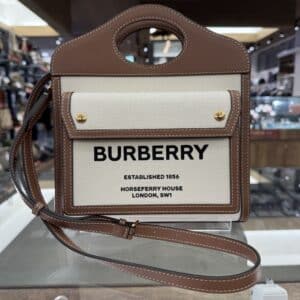 BURBERRY
ESTABLISHED 1856
HORSEFERRY HOUSE
LONDON, SW1